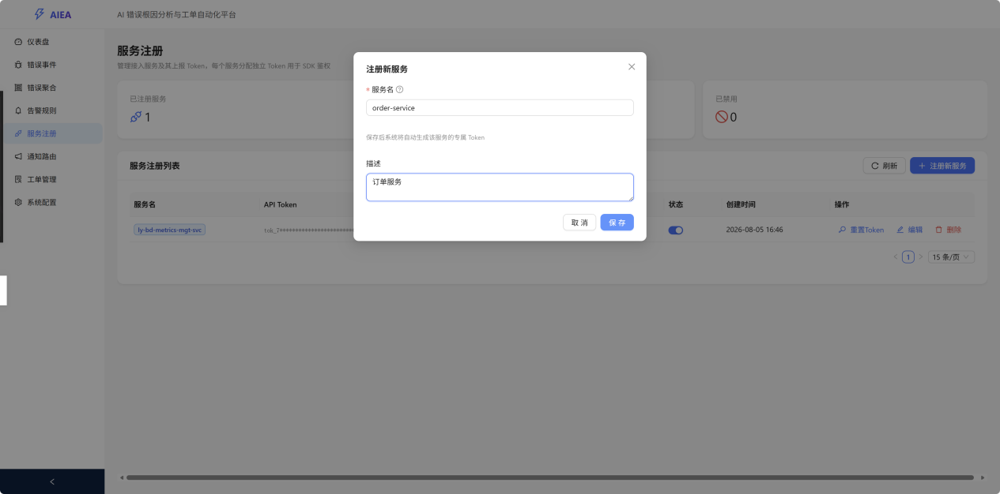 AIEA
AI 错误根因分析与工单自动化平台
仪表盘
错误事件
错误聚合
告警规则
服务注册
通知路由
工单管理
系统配置
服务注册
管理接入服务及其上报 Token，每个服务分配独立 Token 用于 SDK 鉴权
已注册服务
1
已禁用
0
服务注册列表
刷新
注册新服务
服务名
API Token
状态
创建时间
操作
ly-bd-metrics-mgt-svc
2026-08-05 16:46
重置Token
编辑
删除
1
15 条/页
注册新服务
* 服务名
order-service
保存后系统将自动生成该服务的专属 Token
描述
订单服务
取 消
保 存